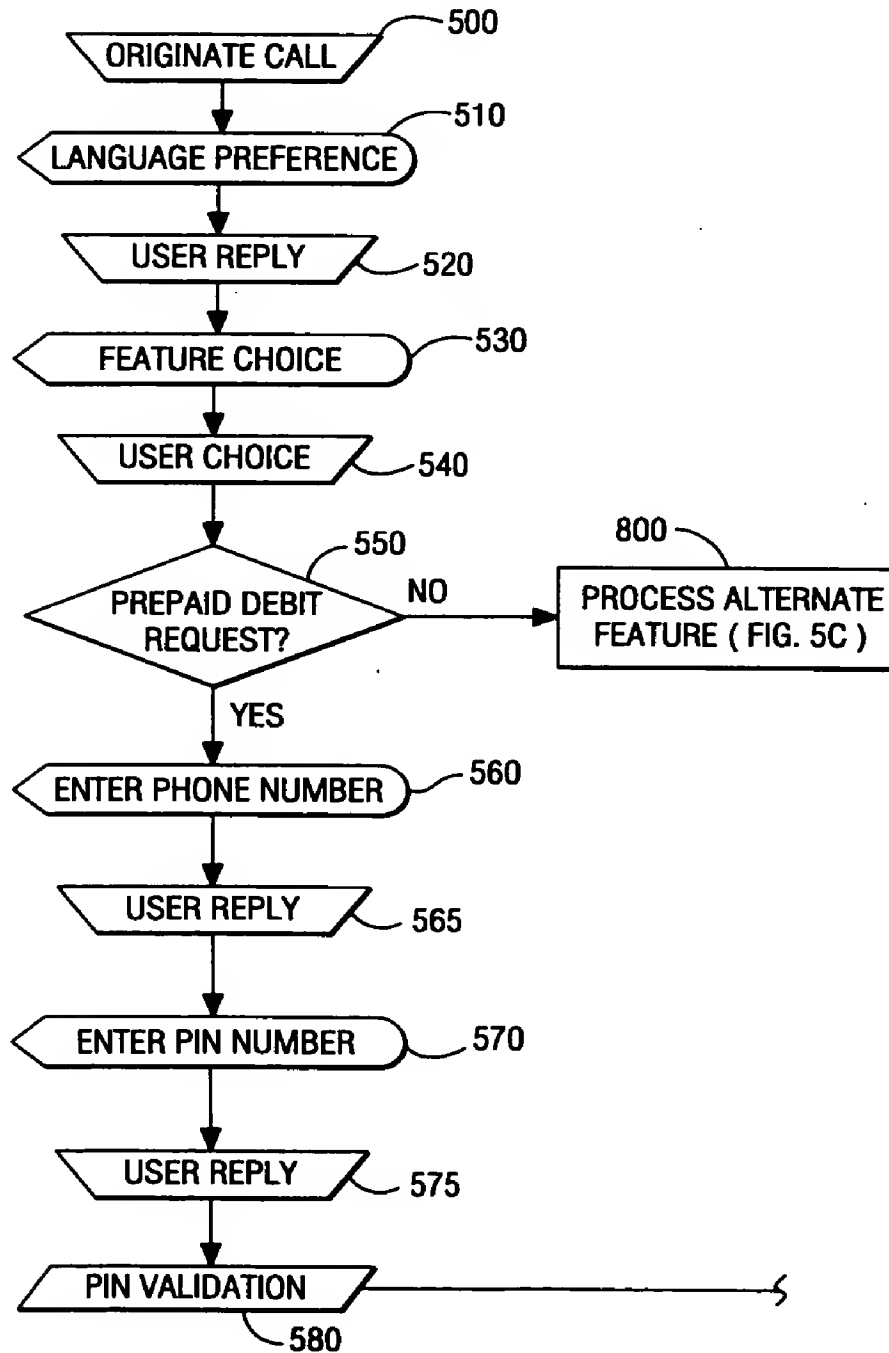 500
ORIGINATE CALL
510
LANGUAGE PREFERENCE
USER REPLY
520
FEATURE CHOICE
530
USER CHOICE
540
550
PREPAID DEBIT
REQUEST?
NO
800
PROCESS ALTERNATE
FEATURE ( FIG. 5C )
YES
ENTER PHONE NUMBER
560
USER REPLY
565
ENTER PIN NUMBER
570
USER REPLY
575
PIN VALIDATION
580